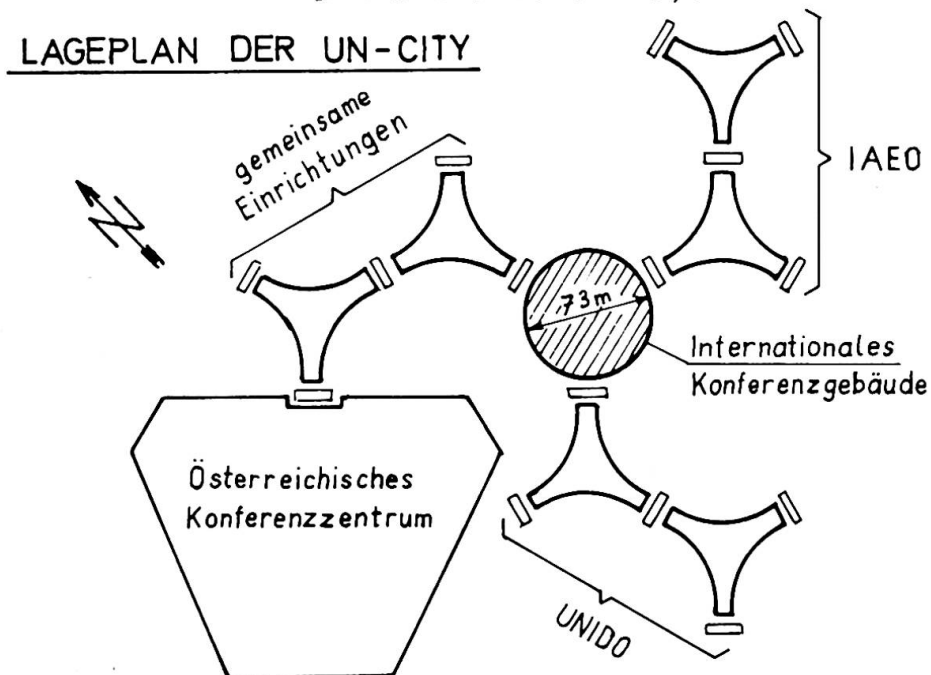 LAGEPLAN DER UN-CITY
gemeinsame
Einrichtungen
IAEO
N
73m
Internationales
Konferenzgebäude
Österreichisches
Konferenzzentrum
UNIDO